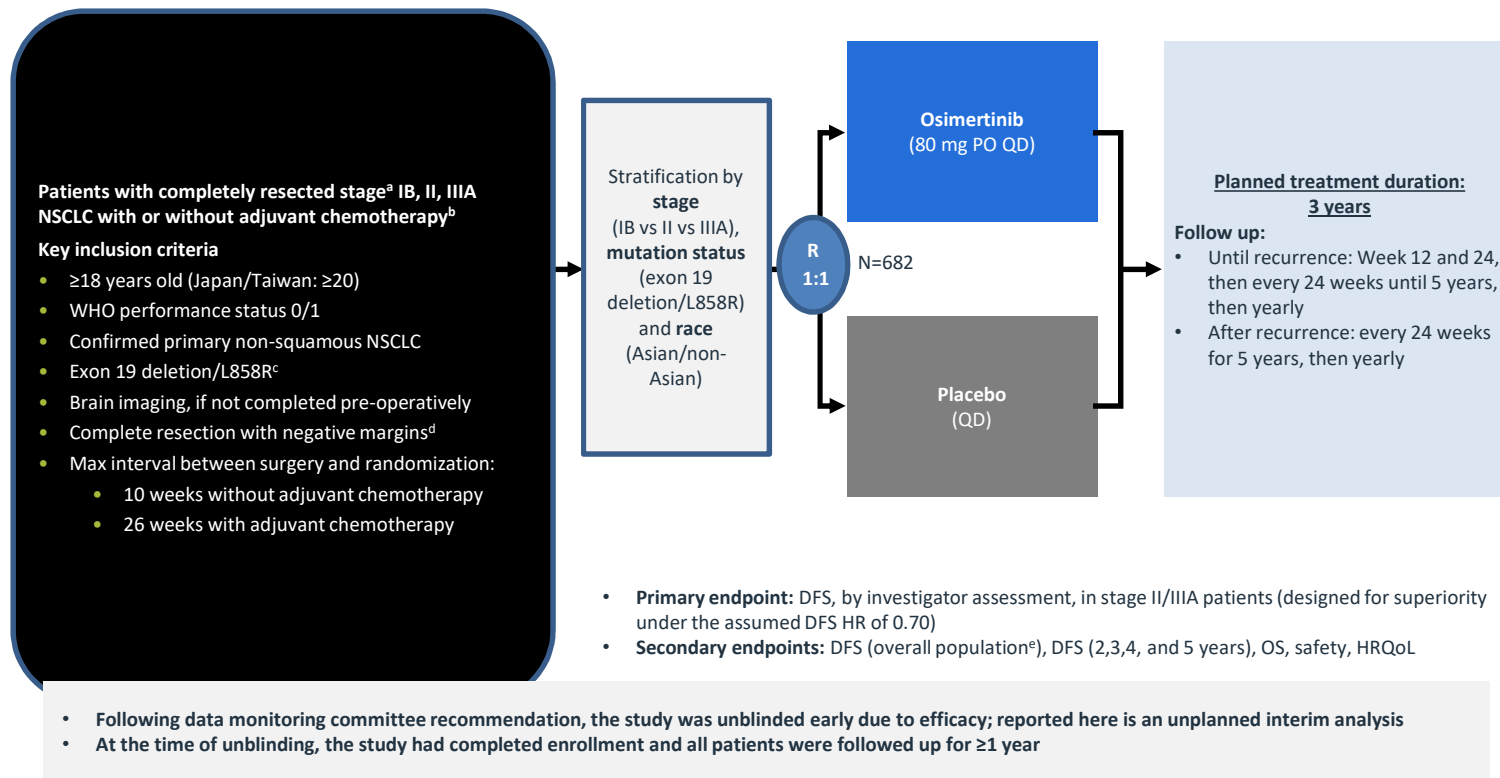 Patients with completely resected stageᵃ IB, II, IIIA
NSCLC with or without adjuvant chemotherapyᵇ
Key inclusion criteria
• ≥18 years old (Japan/Taiwan: ≥20)
• WHO performance status 0/1
• Confirmed primary non-squamous NSCLC
• Exon 19 deletion/L858Rᶜ
• Brain imaging, if not completed pre-operatively
• Complete resection with negative marginsᵈ
• Max interval between surgery and randomization:
• 10 weeks without adjuvant chemotherapy
• 26 weeks with adjuvant chemotherapy
Stratification by
stage
(IB vs II vs IIIA),
mutation status
(exon 19
deletion/L858R)
and race
(Asian/non-
Asian)
R
1:1
N=682
Osimertinib
(80 mg PO QD)
Placebo
(QD)
Planned treatment duration:
3 years
Follow up:
• Until recurrence: Week 12 and 24,
then every 24 weeks until 5 years,
then yearly
• After recurrence: every 24 weeks
for 5 years, then yearly
• Primary endpoint: DFS, by investigator assessment, in stage II/IIIA patients (designed for superiority
under the assumed DFS HR of 0.70)
• Secondary endpoints: DFS (overall populationᵉ), DFS (2,3,4, and 5 years), OS, safety, HRQoL
• Following data monitoring committee recommendation, the study was unblinded early due to efficacy; reported here is an unplanned interim analysis
• At the time of unblinding, the study had completed enrollment and all patients were followed up for ≥1 year